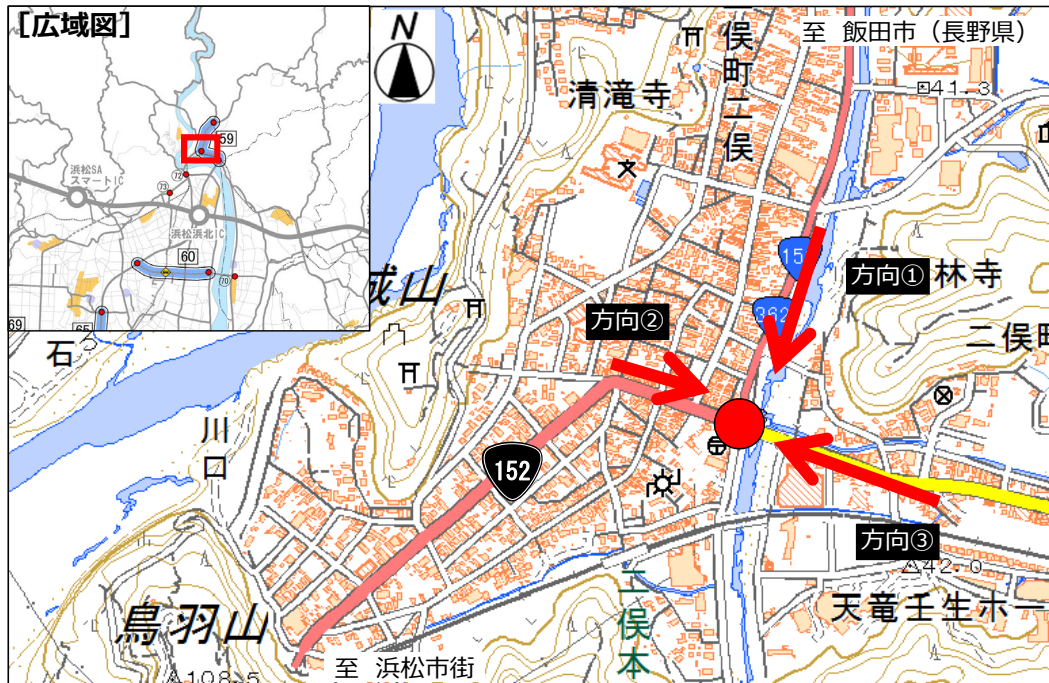 [広域図]
59
浜松SA
スマートIC
72
73
浜松浜北IC
60
70
69
65
N
俣町二俣
至 飯田市（長野県）
41.3
清滝寺
15
方向①
林寺
362
方向②
城山
二俣町
石
川口
152
方向③
42.0
二俣本
天竜壬生ホー
鳥羽山
108.5
至 浜松市街